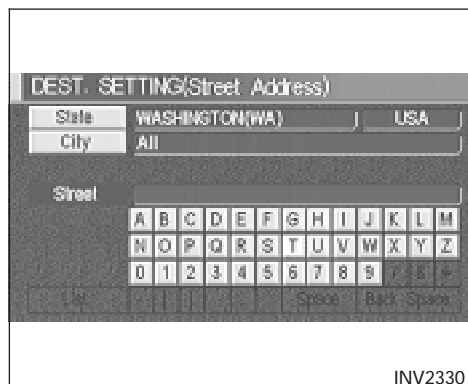 DEST. SETTING(Street Address)
State WASHINGTON(WA) USA
City All
Street
A B C D E F G H I J K L M
N O P Q R S T U V W X Y Z
0 1 2 3 4 5 6 7 8 9
List Space Back Space
INV2330